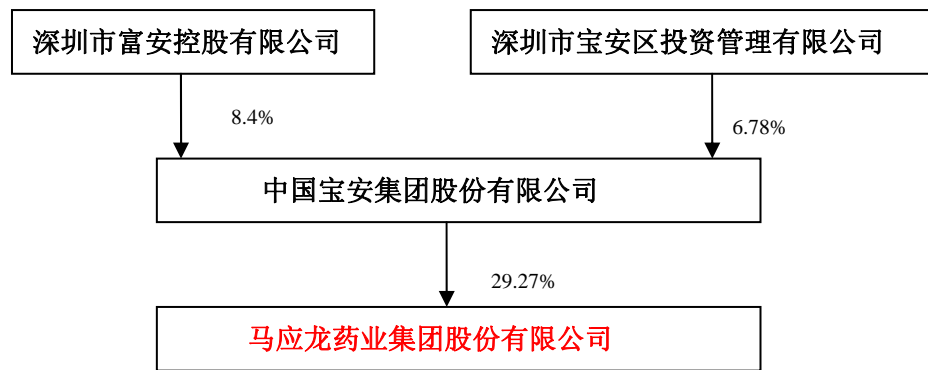 深圳市富安控股有限公司
深圳市宝安区投资管理有限公司
8.4%
6.78%
中国宝安集团股份有限公司
29.27%
马应龙药业集团股份有限公司